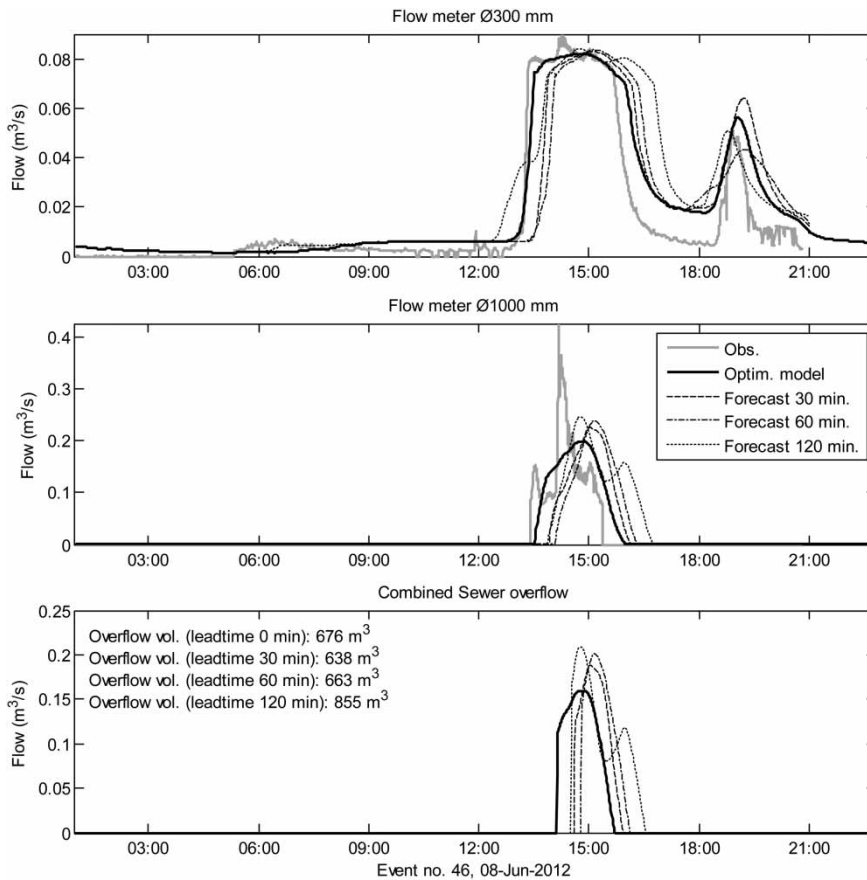 Flow meter Ø300 mm
0.08
0.06
0.04
0.02
0
Flow (m³/s)
03:00 06:00 09:00 12:00 15:00 18:00 21:00
Flow meter Ø1000 mm
0.4
0.3
0.2
0.1
0
Flow (m³/s)
Obs.
Optim. model
Forecast 30 min.
Forecast 60 min.
Forecast 120 min.
03:00 06:00 09:00 12:00 15:00 18:00 21:00
Combined Sewer overflow
0.25
0.2
0.15
0.1
0.05
0
Flow (m³/s)
Overflow vol. (leadtime 0 min): 676 m³
Overflow vol. (leadtime 30 min): 638 m³
Overflow vol. (leadtime 60 min): 663 m³
Overflow vol. (leadtime 120 min): 855 m³
03:00 06:00 09:00 12:00 15:00 18:00 21:00
Event no. 46, 08-Jun-2012